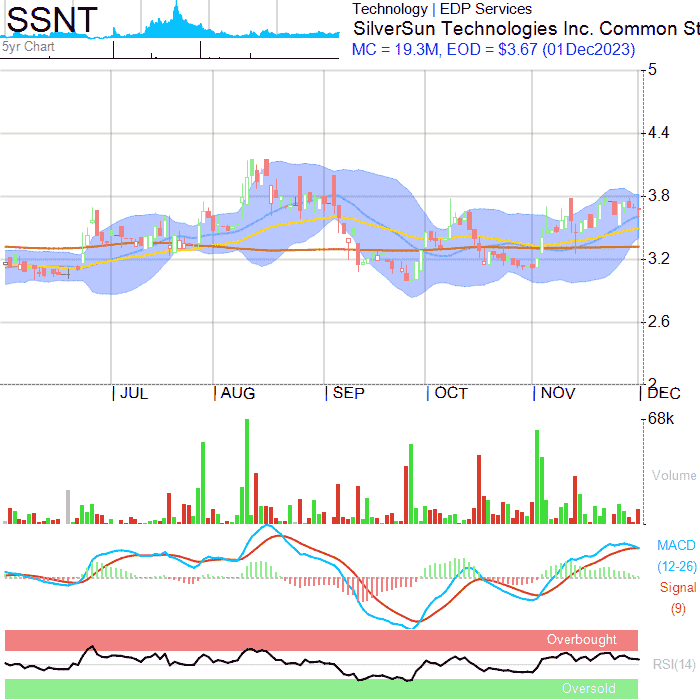 SSNT
5yr Chart
Technology | EDP Services
SilverSun Technologies Inc. Common St
MC = 19.3M, EOD = $3.67 (01Dec2023)
5
4.4
3.8
3.2
2.6
2
JUL
AUG
SEP
OCT
NOV
DEC
68k
Volume
MACD
(12-26)
Signal
(9)
Overbought
RSI(14)
Oversold